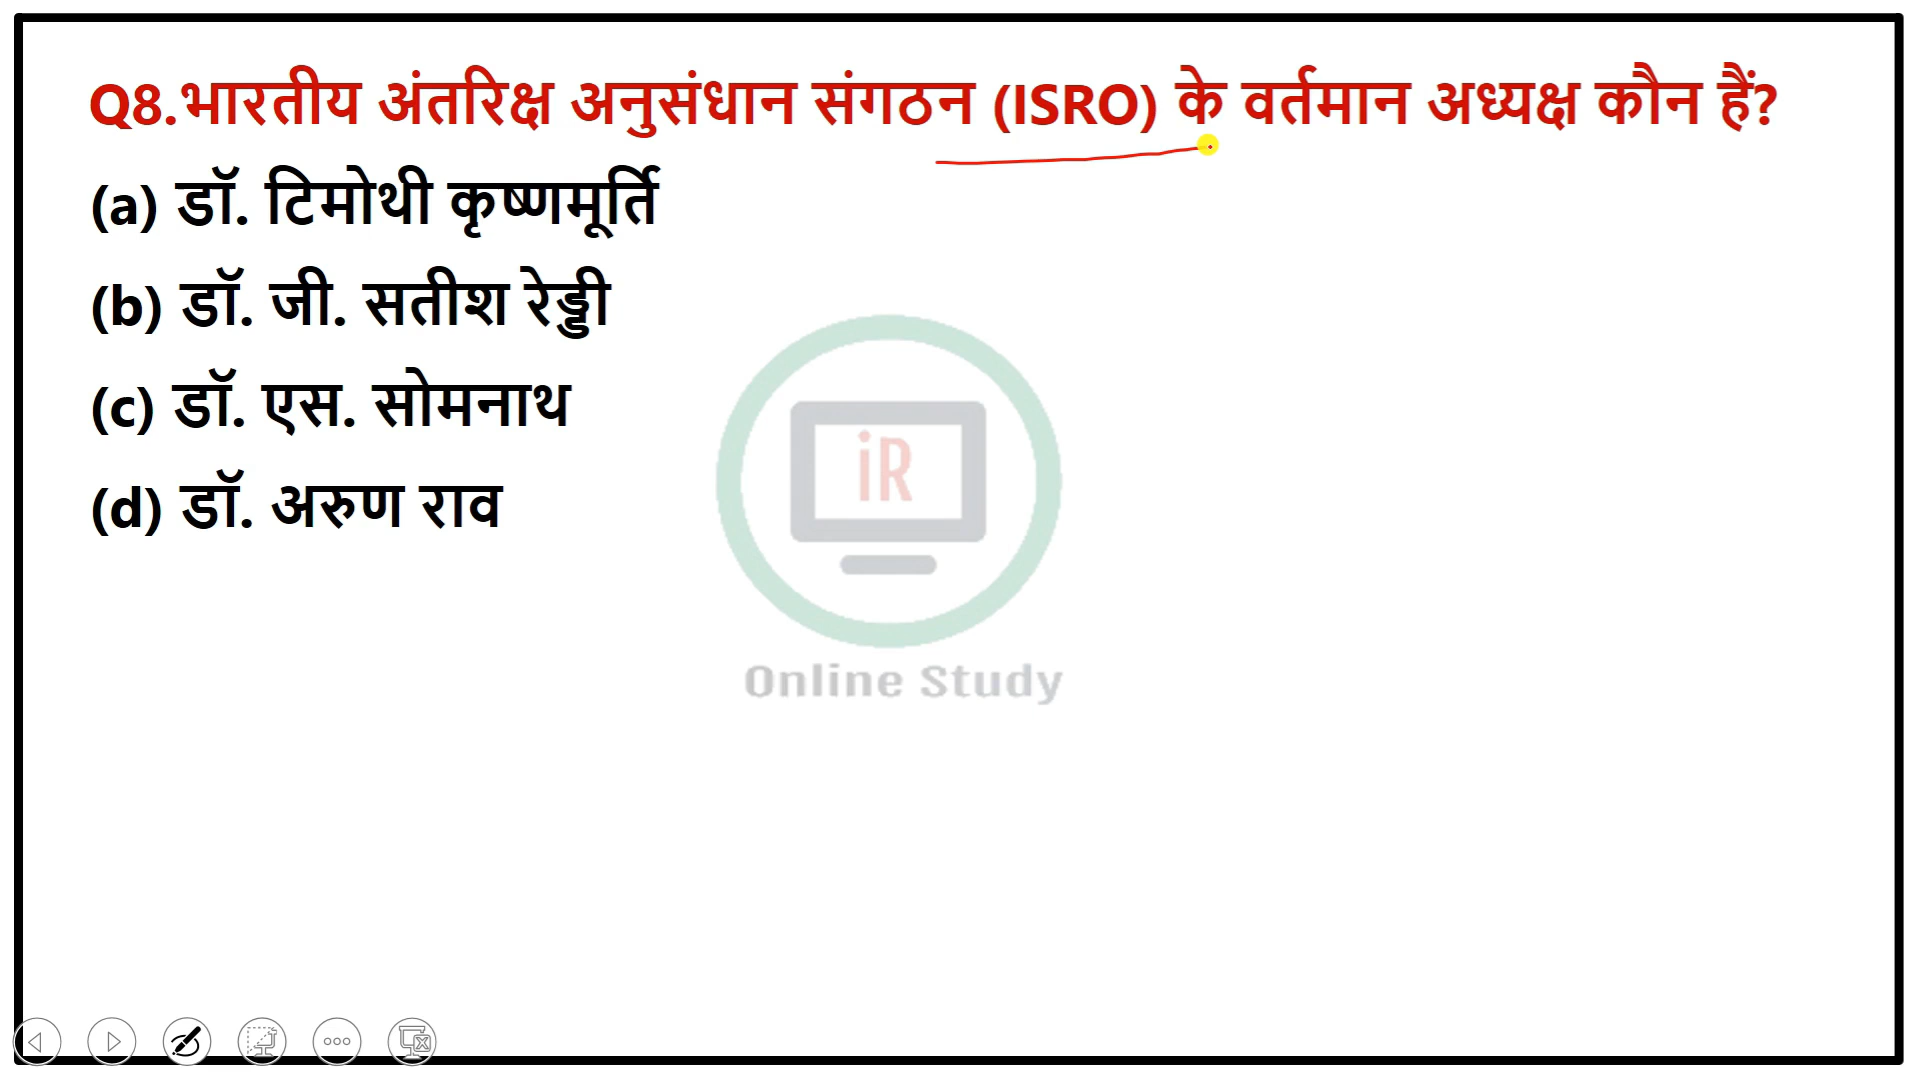 Q8.भारतीय अंतरिक्ष अनुसंधान संगठन (ISRO) के वर्तमान अध्यक्ष कौन हैं?
(a) डॉ. टिमोथी कृष्णमूर्ति
(b) डॉ. जी. सतीश रेड्डी
(c) डॉ. एस. सोमनाथ
(d) डॉ. अरुण राव
iR
Online Study